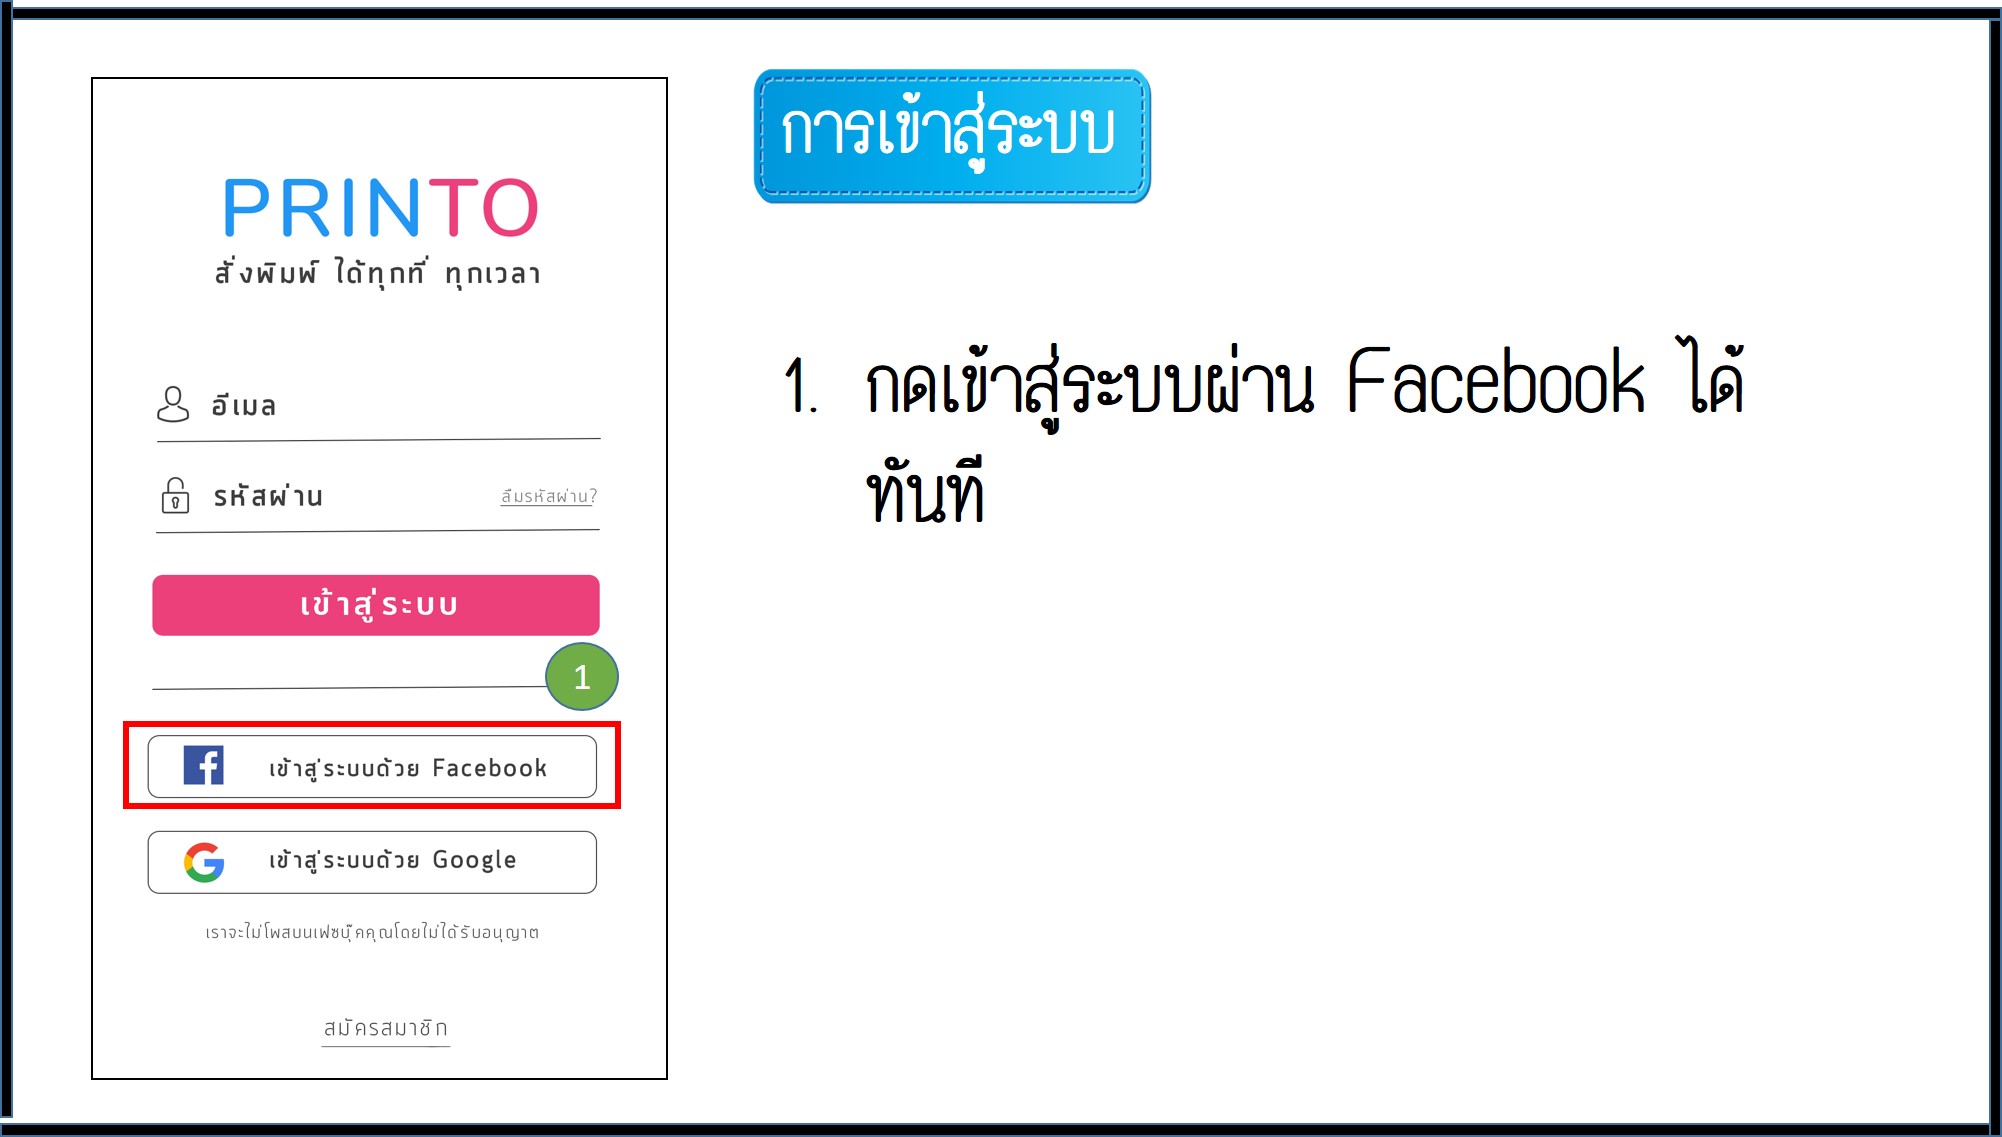 PRINTO
สั่งพิมพ์ ได้ทุกที่ ทุกเวลา
อีเมล
รหัสผ่าน
ลืมรหัสผ่าน?
เข้าสู่ระบบ
1
เข้าสู่ระบบด้วย Facebook
เข้าสู่ระบบด้วย Google
เราจะไม่โพสบนเฟซบุ๊คคุณโดยไม่ได้รับอนุญาต
สมัครสมาชิก
การเข้าสู่ระบบ
1. กดเข้าสู่ระบบผ่าน Facebook ได้
ทันที